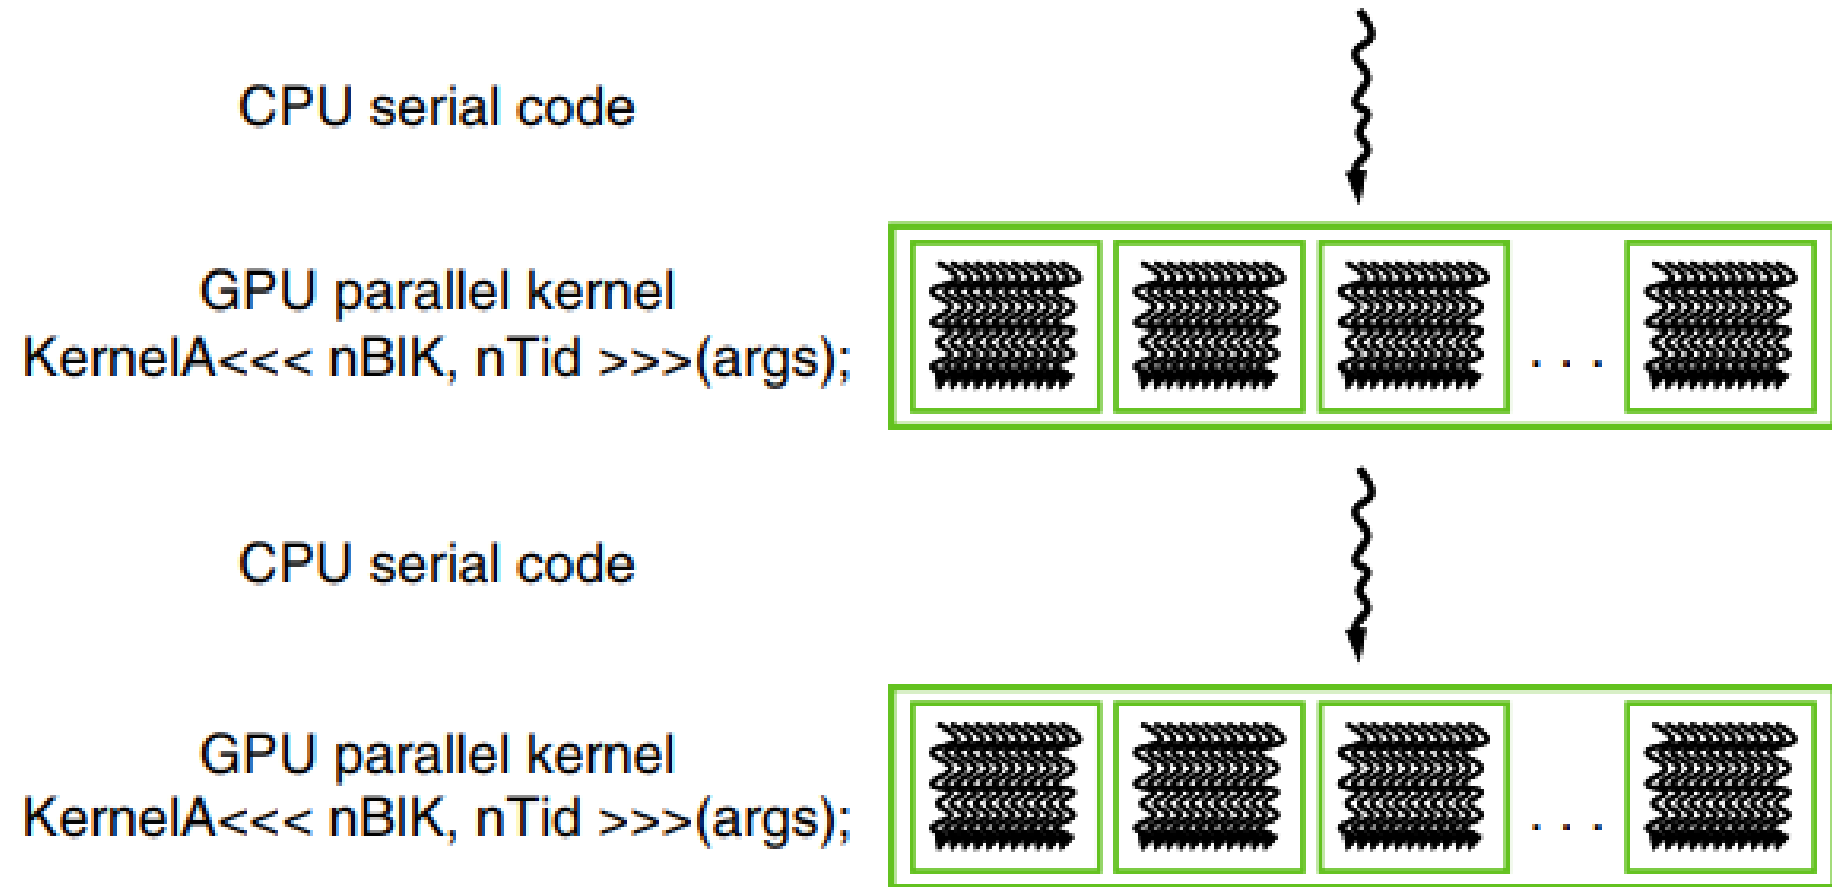 CPU serial code
GPU parallel kernel
KernelA<<< nBlK, nTid >>>(args);
. . .
CPU serial code
GPU parallel kernel
KernelA<<< nBlK, nTid >>>(args);
. . .